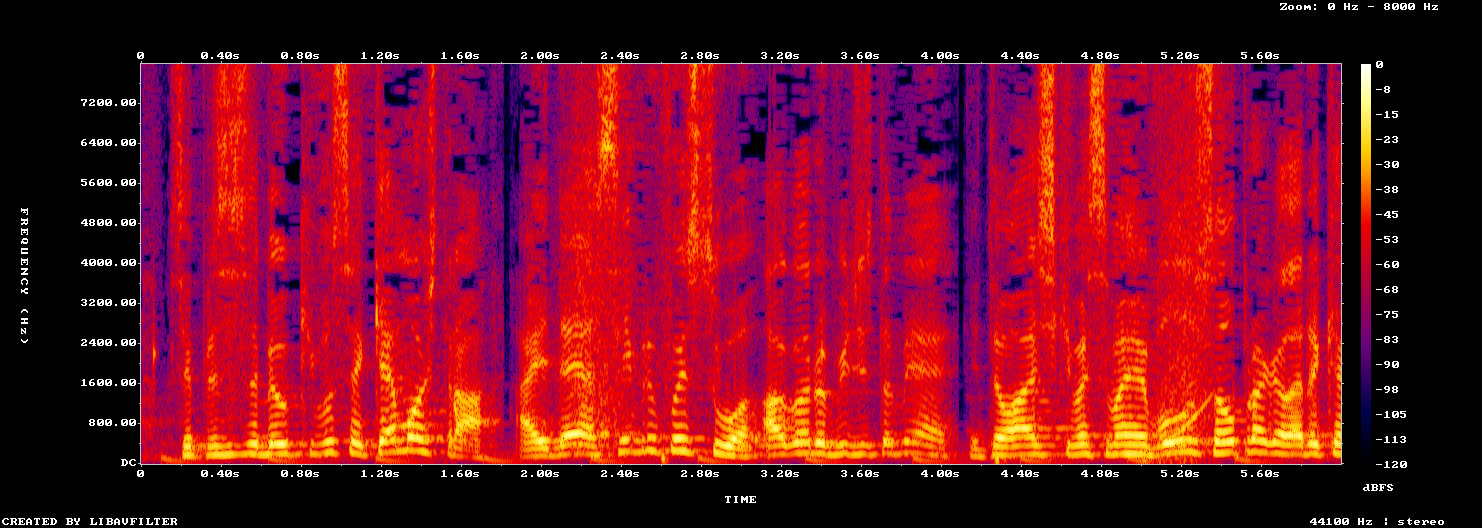 Zoom: 0 Hz - 8000 Hz
0 0.40s 0.80s 1.20s 1.60s 2.00s 2.40s 2.80s 3.20s 3.60s 4.00s 4.40s 4.80s 5.20s 5.60s
0
7200.00
-8
-15
6400.00
-23
5600.00
-30
-38
4800.00
-45
FREQUENCY (HZ)
4000.00
-53
-60
3200.00
-68
-75
2400.00
-83
-90
1600.00
-98
-105
800.00
-113
DC
-120
0 0.40s 0.80s 1.20s 1.60s 2.00s 2.40s 2.80s 3.20s 3.60s 4.00s 4.40s 4.80s 5.20s 5.60s
dBFS
TIME
CREATED BY LIBAVFILTER
44100 Hz | stereo